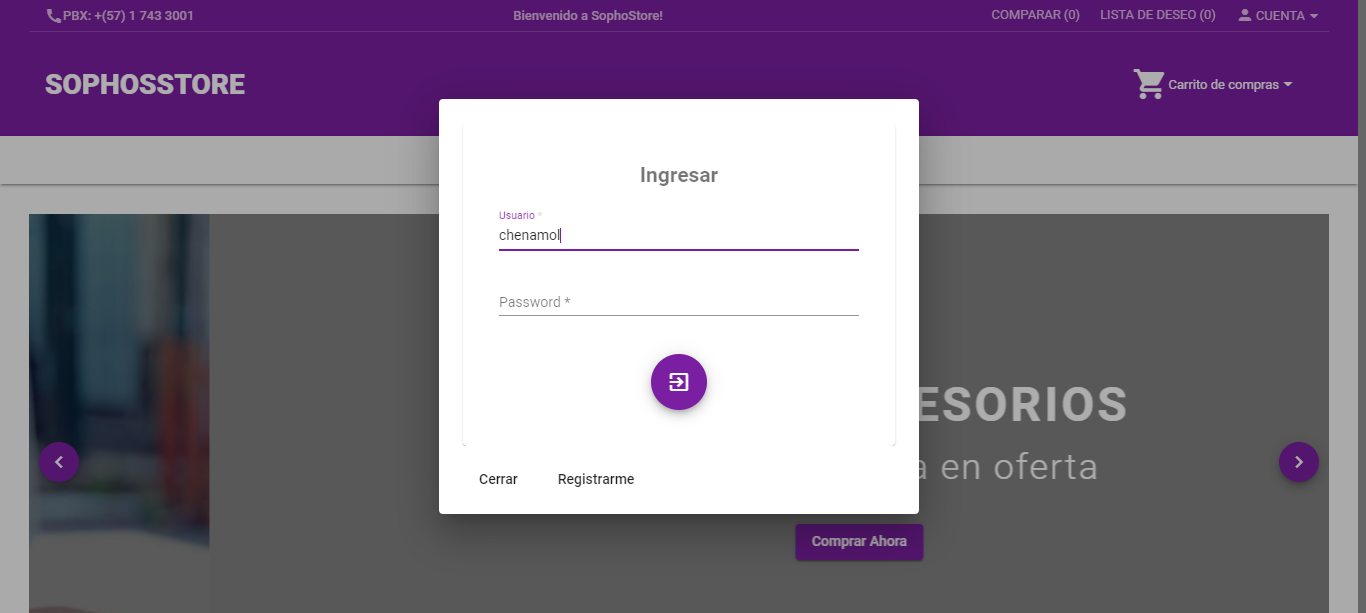 PBX: +(57) 1 743 3001
Bienvenido a SophoStore!
COMPARAR (0)
LISTA DE DESEO (0)
CUENTA
SOPHOSSTORE
Carrito de compras
Ingresar
Usuario *
chenamol
Password *
ESORIOS
en oferta
Cerrar
Registrarme
Comprar Ahora